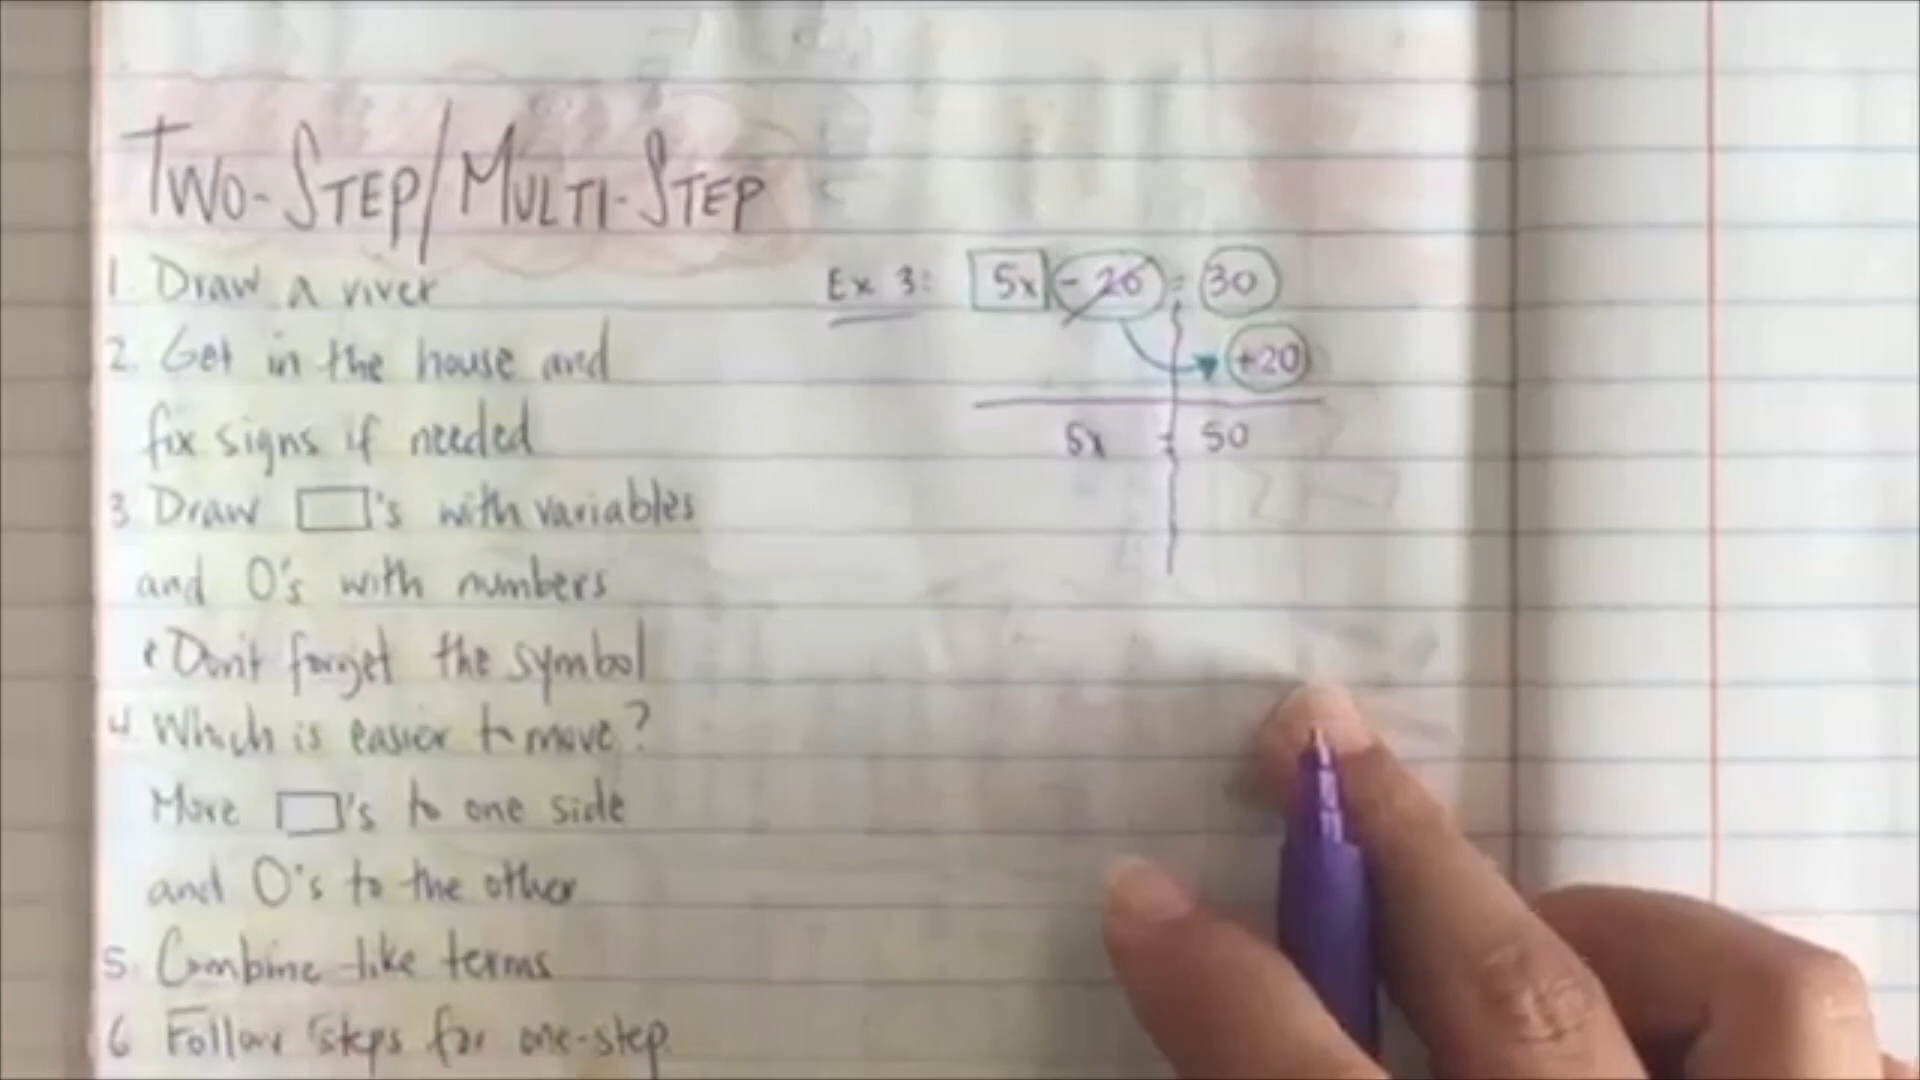 TWO-STEP/MULTI-STEP
1. Draw a river
2. Get in the house and
fix signs if needed
3. Draw □'s with variables
and O's with numbers
• Don't forget the symbol
4. Which is easier to move?
Move □'s to one side
and O's to the other
5. Combine like terms
6 Follow steps for one-step.
Ex 3: 5x - 20 = 30
+20
5x = 50